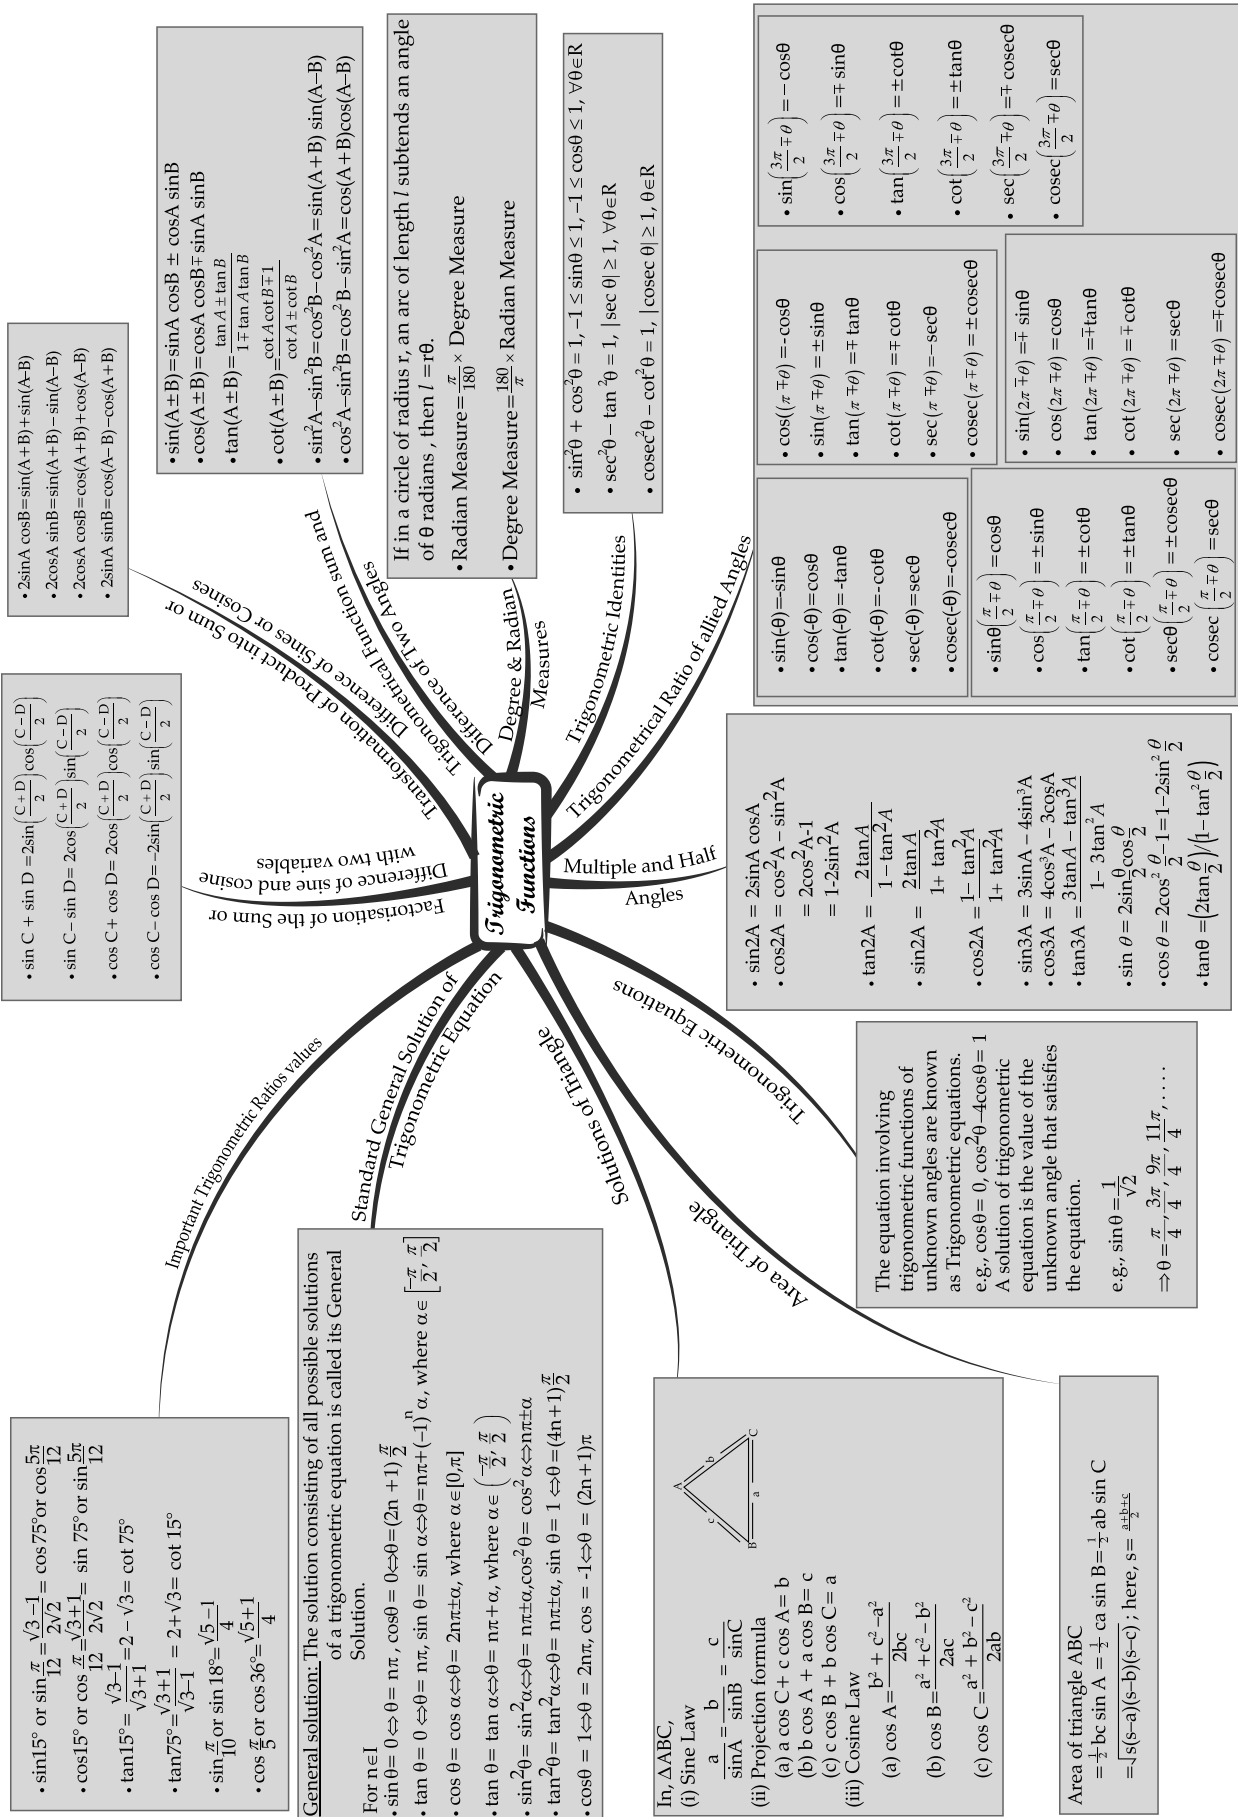 • sin15° or sin π/12 = √3−1/2√2 = cos75° or cos 5π/12
• cos15° or cos π/12 = √3+1/2√2 = sin 75° or sin 5π/12
• tan15° = √3−1/√3+1 = 2−√3 = cot 75°
• tan75° = √3+1/√3−1 = 2+√3 = cot 15°
• sin π/10 or sin 18° = √5−1/4
• cos π/5 or cos 36° = √5+1/4
Important Trigonometric Ratios values
• sin C + sin D = 2sin(C+D/2)cos(C−D/2)
• sin C − sin D = 2cos(C+D/2)sin(C−D/2)
• cos C + cos D = 2cos(C+D/2)cos(C−D/2)
• cos C − cos D = −2sin(C+D/2)sin(C−D/2)
Factorisation of the Sum or
Difference of sine and cosine
with two variables
• 2sinA cosB=sin(A+B)+sin(A−B)
• 2cosA sinB=sin(A+B)−sin(A−B)
• 2cosA cosB=cos(A+B)+cos(A−B)
• 2sinA sinB=cos(A−B)−cos(A+B)
Transformation of Product into Sum or
Difference of Sines or Cosines
• sin(A±B)=sinA cosB ± cosA sinB
• cos(A±B)=cosA cosB∓sinA sinB
• tan(A±B)= tan A ± tan B/1 ∓ tan A tan B
• cot(A±B)= cot A cot B ∓ 1/cot A ± cot B
• sin²A−sin²B=cos²B−cos²A=sin(A+B) sin(A−B)
• cos²A−sin²B=cos²B−sin²A=cos(A+B)cos(A−B)
Trigonometrical Function sum and
Difference of Two Angles
General solution: The solution consisting of all possible solutions
of a trigonometric equation is called its General
Solution.
For n∈I
• sin θ= 0⇔θ= nπ , cosθ= 0⇔θ=(2n +1)π/2
• tan θ= 0 ⇔θ= nπ, sin θ= sin α⇔θ=nπ+(−1)ⁿ α, where α∈[−π/2, π/2]
• cos θ= cos α⇔θ= 2nπ±α, where α∈[0,π]
• tan θ= tan α⇔θ= nπ+α, where α∈(−π/2, π/2)
• sin²θ= sin²α⇔θ= nπ±α,cos²θ= cos²α⇔nπ±α
• tan²θ= tan²α⇔θ= nπ±α, sin θ= 1 ⇔θ=(4n+1)π/2
• cosθ= 1⇔θ= 2nπ, cos = -1⇔θ= (2n+1)π
Standard General Solution of
Trigonometric Equation
Trigonometric
Functions
If in a circle of radius r, an arc of length l subtends an angle
of θ radians , then l =rθ.
• Radian Measure= π/180 × Degree Measure
• Degree Measure= 180/π ×Radian Measure
Degree & Radian
Measures
• sin²θ + cos²θ = 1, −1 ≤ sinθ ≤ 1, −1 ≤ cosθ ≤ 1, ∀θ∈R
• sec²θ − tan²θ = 1, |sec θ| ≥ 1, ∀θ∈R
• cosec²θ − cot²θ = 1, |cosec θ| ≥ 1, θ∈R
Trigonometric Identities
In, ΔABC,
(i) Sine Law
a/sinA = b/sinB = c/sinC
(ii) Projection formula
(a) a cos C+ c cos A= b
(b) b cos A + a cos B= c
(c) c cos B + b cos C= a
(iii) Cosine Law
(a) cos A= b² + c² −a²/2bc
(b) cos B= a² +c² − b²/2ac
(c) cos C= a² + b² − c²/2ab
A
c
b
B
a
C
Solutions of Triangle
Trigonometrical Ratio of allied Angles
• sin(-θ)=-sinθ
• cos(-θ)=cosθ
• tan(-θ)=-tanθ
• cot(-θ)=-cotθ
• sec(-θ)=secθ
• cosec(-θ)=-cosecθ
• cos((π∓θ)=-cosθ
• sin(π∓θ)=±sinθ
• tan(π∓θ)=∓tanθ
• cot(π∓θ)=∓cotθ
• sec(π∓θ)=−secθ
• cosec(π∓θ)=±cosecθ
• sin(3π/2∓θ)=−cosθ
• cos(3π/2∓θ)=∓sinθ
• tan(3π/2∓θ)=±cotθ
• cot(3π/2∓θ)=±tanθ
• sec(3π/2∓θ)=∓cosecθ
• cosec(3π/2∓θ)=secθ
• sinθ(π/2∓θ)=cosθ
• cos(π/2∓θ)=±sinθ
• tan(π/2∓θ)=±cotθ
• cot(π/2∓θ)=±tanθ
• secθ(π/2∓θ)=±cosecθ
• cosec(π/2∓θ)=secθ
• sin(2π∓θ)=∓ sinθ
• cos(2π∓θ)=cosθ
• tan(2π∓θ)=∓tanθ
• cot(2π∓θ)=∓cotθ
• sec(2π∓θ)=secθ
• cosec(2π∓θ)=∓cosecθ
Multiple and Half
Angles
• sin2A = 2sinA cosA
• cos2A = cos²A − sin²A
= 2cos²A-1
= 1-2sin²A
• tan2A = 2tanA/1 − tan²A
• sin2A = 2tanA/1+ tan²A
• cos2A = 1− tan²A/1+ tan²A
• sin3A = 3sinA − 4sin³A
• cos3A = 4cos³A − 3cosA
• tan3A = 3tanA − tan³A/1− 3tan²A
• sin θ = 2sin θ/2 cos θ/2
• cos θ = 2cos² θ/2 −1=1−2sin² θ/2
• tanθ =(2tan θ/2)/(1−tan² θ/2)
Trigonometric Equations
The equation involving
trigonometric functions of
unknown angles are known
as Trigonometric equations.
e.g., cosθ= 0, cos²θ−4cosθ= 1
A solution of trigonometric
equation is the value of the
unknown angle that satisfies
the equation.
e.g., sin θ= 1/√2
⇒θ= π/4, 3π/4, 9π/4, 11π/4, ....
Area of Triangle
Area of triangle ABC
= 1/2 bc sin A = 1/2 ca sin B= 1/2 ab sin C
=√s(s−a)(s−b)(s−c) ; here, s= a+b+c/2